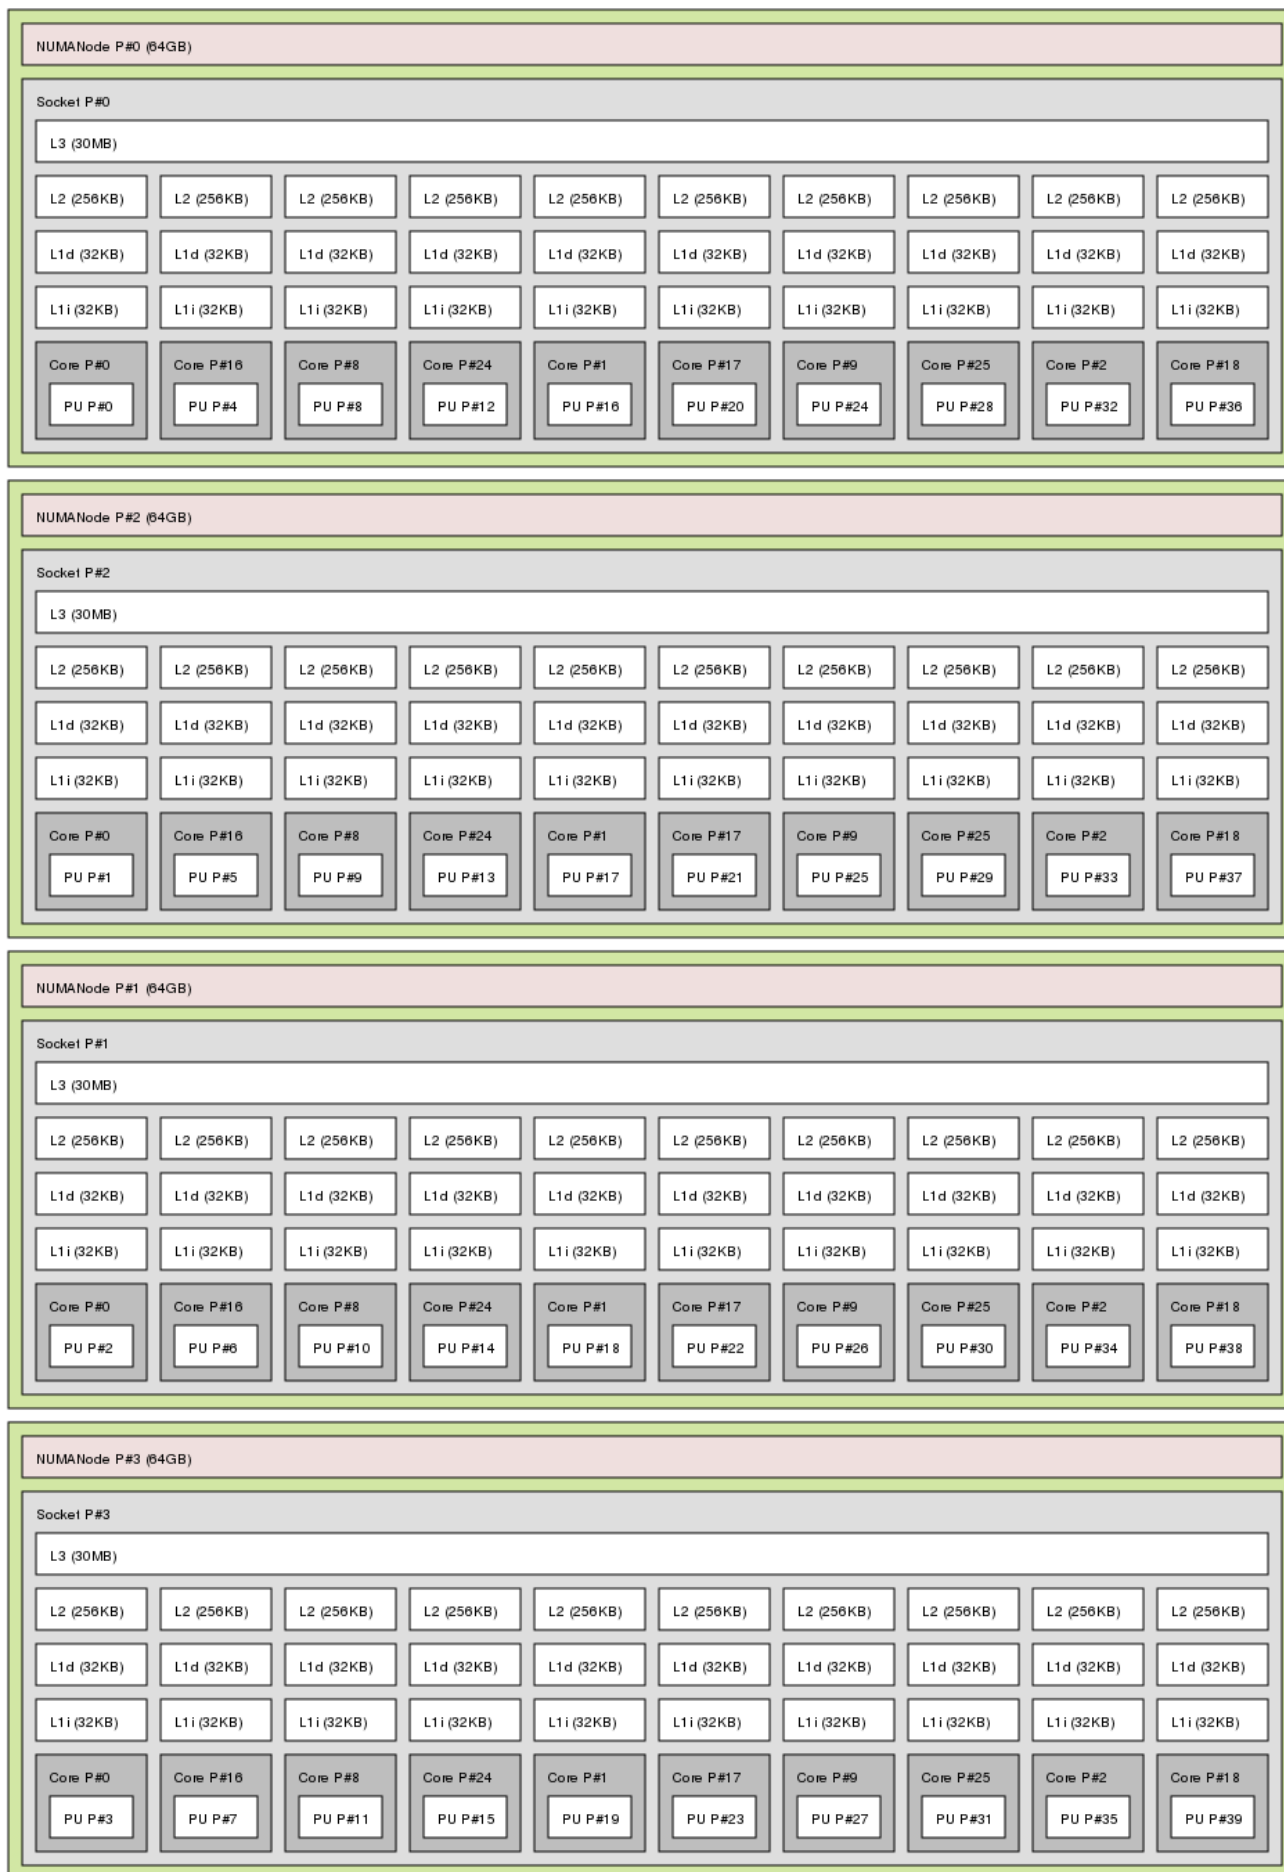 NUMANode P#0 (64GB)
Socket P#0
L3 (30MB)
L2 (256KB) L2 (256KB) L2 (256KB) L2 (256KB) L2 (256KB) L2 (256KB) L2 (256KB) L2 (256KB) L2 (256KB) L2 (256KB)
L1d (32KB) L1d (32KB) L1d (32KB) L1d (32KB) L1d (32KB) L1d (32KB) L1d (32KB) L1d (32KB) L1d (32KB) L1d (32KB)
L1i (32KB) L1i (32KB) L1i (32KB) L1i (32KB) L1i (32KB) L1i (32KB) L1i (32KB) L1i (32KB) L1i (32KB) L1i (32KB)
Core P#0 Core P#16 Core P#8 Core P#24 Core P#1 Core P#17 Core P#9 Core P#25 Core P#2 Core P#18
PU P#0 PU P#4 PU P#8 PU P#12 PU P#16 PU P#20 PU P#24 PU P#28 PU P#32 PU P#36
NUMANode P#2 (64GB)
Socket P#2
L3 (30MB)
L2 (256KB) L2 (256KB) L2 (256KB) L2 (256KB) L2 (256KB) L2 (256KB) L2 (256KB) L2 (256KB) L2 (256KB) L2 (256KB)
L1d (32KB) L1d (32KB) L1d (32KB) L1d (32KB) L1d (32KB) L1d (32KB) L1d (32KB) L1d (32KB) L1d (32KB) L1d (32KB)
L1i (32KB) L1i (32KB) L1i (32KB) L1i (32KB) L1i (32KB) L1i (32KB) L1i (32KB) L1i (32KB) L1i (32KB) L1i (32KB)
Core P#0 Core P#16 Core P#8 Core P#24 Core P#1 Core P#17 Core P#9 Core P#25 Core P#2 Core P#18
PU P#1 PU P#5 PU P#9 PU P#13 PU P#17 PU P#21 PU P#25 PU P#29 PU P#33 PU P#37
NUMANode P#1 (64GB)
Socket P#1
L3 (30MB)
L2 (256KB) L2 (256KB) L2 (256KB) L2 (256KB) L2 (256KB) L2 (256KB) L2 (256KB) L2 (256KB) L2 (256KB) L2 (256KB)
L1d (32KB) L1d (32KB) L1d (32KB) L1d (32KB) L1d (32KB) L1d (32KB) L1d (32KB) L1d (32KB) L1d (32KB) L1d (32KB)
L1i (32KB) L1i (32KB) L1i (32KB) L1i (32KB) L1i (32KB) L1i (32KB) L1i (32KB) L1i (32KB) L1i (32KB) L1i (32KB)
Core P#0 Core P#16 Core P#8 Core P#24 Core P#1 Core P#17 Core P#9 Core P#25 Core P#2 Core P#18
PU P#2 PU P#6 PU P#10 PU P#14 PU P#18 PU P#22 PU P#26 PU P#30 PU P#34 PU P#38
NUMANode P#3 (64GB)
Socket P#3
L3 (30MB)
L2 (256KB) L2 (256KB) L2 (256KB) L2 (256KB) L2 (256KB) L2 (256KB) L2 (256KB) L2 (256KB) L2 (256KB) L2 (256KB)
L1d (32KB) L1d (32KB) L1d (32KB) L1d (32KB) L1d (32KB) L1d (32KB) L1d (32KB) L1d (32KB) L1d (32KB) L1d (32KB)
L1i (32KB) L1i (32KB) L1i (32KB) L1i (32KB) L1i (32KB) L1i (32KB) L1i (32KB) L1i (32KB) L1i (32KB) L1i (32KB)
Core P#0 Core P#16 Core P#8 Core P#24 Core P#1 Core P#17 Core P#9 Core P#25 Core P#2 Core P#18
PU P#3 PU P#7 PU P#11 PU P#15 PU P#19 PU P#23 PU P#27 PU P#31 PU P#35 PU P#39